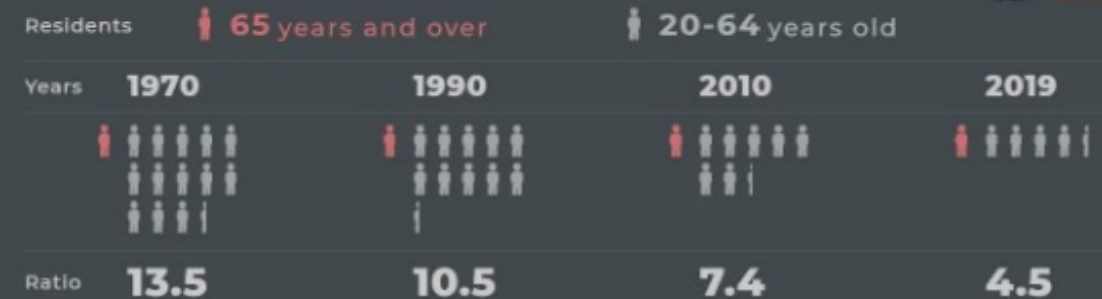 Residents 65 years and over 20-64 years old
Years 1970 1990 2010 2019
Ratio 13.5 10.5 7.4 4.5